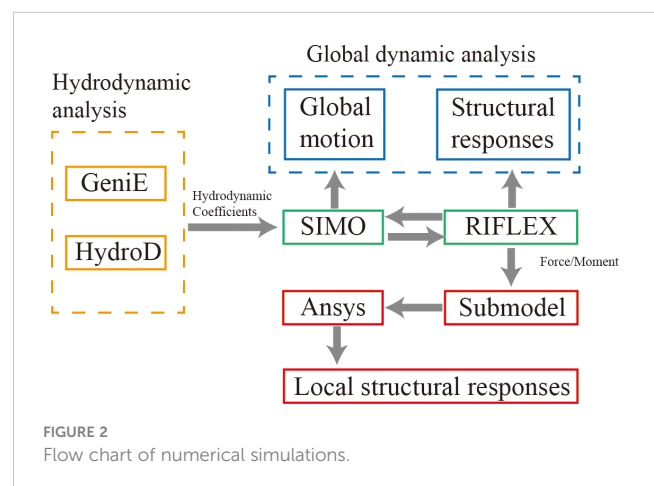 Global dynamic analysis
Hydrodynamic
analysis
Global
motion
Structural
responses
GeniE
HydroD
Hydrodynamic
Coefficients
SIMO
RIFLEX
Force/Moment
Ansys
Submodel
Local structural responses
FIGURE 2
Flow chart of numerical simulations.